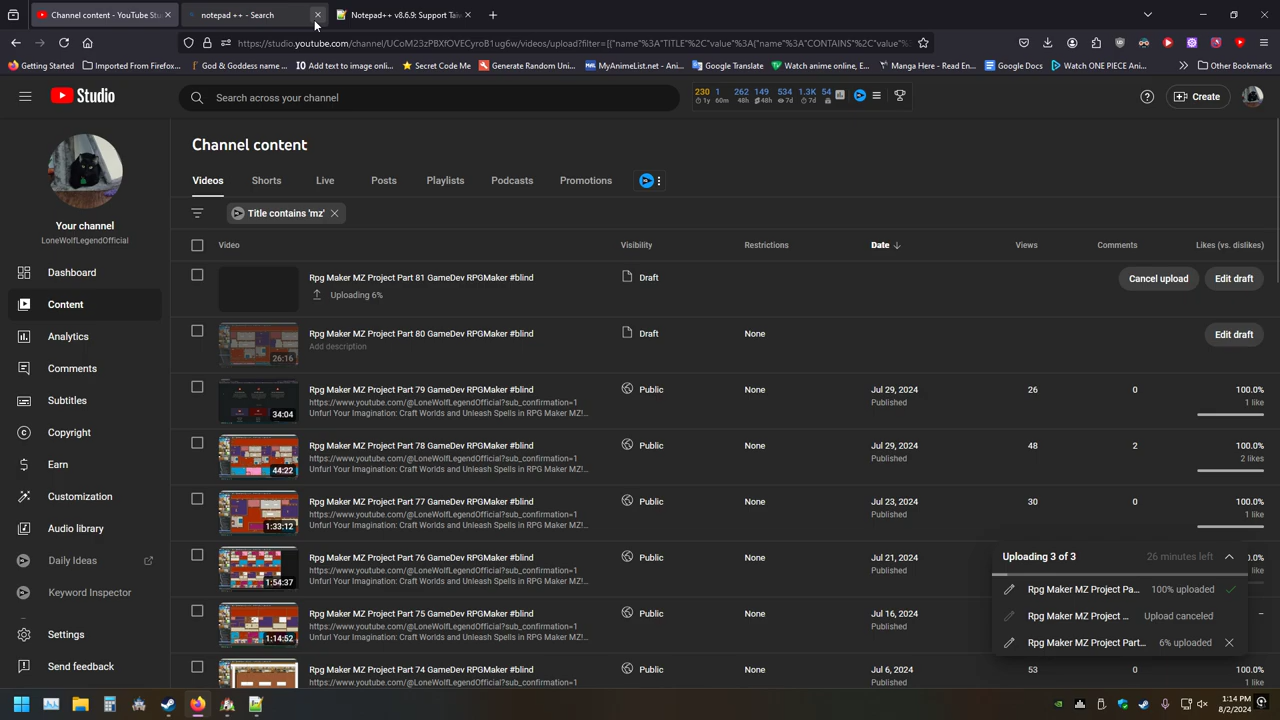 Channel content - YouTube Stu
notepad ++ - Search
Notepad++ v8.6.9: Support Taiw
https://studio.youtube.com/channel/UCoM23zPBXfOVECyroB1ug6w/videos/upload?filter=[{"name"%3A"TITLE"%2C"value"%3A{"name"%3A"CONTAINS"%2C"value"%
Getting Started
Imported From Firefox...
God & Goddess name ...
IO Add text to image onli...
Secret Code Me
Generate Random Uni...
MyAnimeList.net - Ani...
Google Translate
Watch anime online, E...
Manga Here - Read En...
Google Docs
Watch ONE PIECE Ani...
Other Bookmarks
Studio
Search across your channel
230 1 262 149 534 1.3K 54
1y 60m 48h 48h 7d 7d
Create
Channel content
Videos Shorts Live Posts Playlists Podcasts Promotions
Your channel
LoneWolfLegendOfficial
Dashboard
Content
Analytics
Comments
Subtitles
Copyright
Earn
Customization
Audio library
Daily Ideas
Keyword Inspector
Settings
Send feedback
Title contains 'mz'
Video Visibility Restrictions Date Views Comments Likes (vs. dislikes)
Rpg Maker MZ Project Part 81 GameDev RPGMaker #blind
Uploading 6%
Draft
Cancel upload
Edit draft
26:16
Rpg Maker MZ Project Part 80 GameDev RPGMaker #blind
Add description
Draft
None
Edit draft
34:04
Rpg Maker MZ Project Part 79 GameDev RPGMaker #blind
https://www.youtube.com/@LoneWolfLegendOfficial?sub_confirmation=1
Unfurl Your Imagination: Craft Worlds and Unleash Spells in RPG Maker MZ!...
Public None Jul 29, 2024 26 0 100.0%
Published 1 like
44:22
Rpg Maker MZ Project Part 78 GameDev RPGMaker #blind
https://www.youtube.com/@LoneWolfLegendOfficial?sub_confirmation=1
Unfurl Your Imagination: Craft Worlds and Unleash Spells in RPG Maker MZ!...
Public None Jul 29, 2024 48 2 100.0%
Published 2 likes
1:33:12
Rpg Maker MZ Project Part 77 GameDev RPGMaker #blind
https://www.youtube.com/@LoneWolfLegendOfficial?sub_confirmation=1
Unfurl Your Imagination: Craft Worlds and Unleash Spells in RPG Maker MZ!...
Public None Jul 23, 2024 30 0 100.0%
Published 1 like
1:54:37
Rpg Maker MZ Project Part 76 GameDev RPGMaker #blind
https://www.youtube.com/@LoneWolfLegendOfficial?sub_confirmation=1
Unfurl Your Imagination: Craft Worlds and Unleash Spells in RPG Maker MZ!...
Public None Jul 21, 2024
Published
1:14:52
Rpg Maker MZ Project Part 75 GameDev RPGMaker #blind
https://www.youtube.com/@LoneWolfLegendOfficial?sub_confirmation=1
Unfurl Your Imagination: Craft Worlds and Unleash Spells in RPG Maker MZ!...
Public None Jul 16, 2024
Published
Rpg Maker MZ Project Part 74 GameDev RPGMaker #blind
https://www.youtube.com/@LoneWolfLegendOfficial?sub_confirmation=1
Public None Jul 6, 2024 53 0 100.0%
Uploading 3 of 3 26 minutes left
Rpg Maker MZ Project Pa... 100% uploaded
Rpg Maker MZ Project ... Upload canceled
Rpg Maker MZ Project Part... 6% uploaded
1:14 PM
8/2/2024